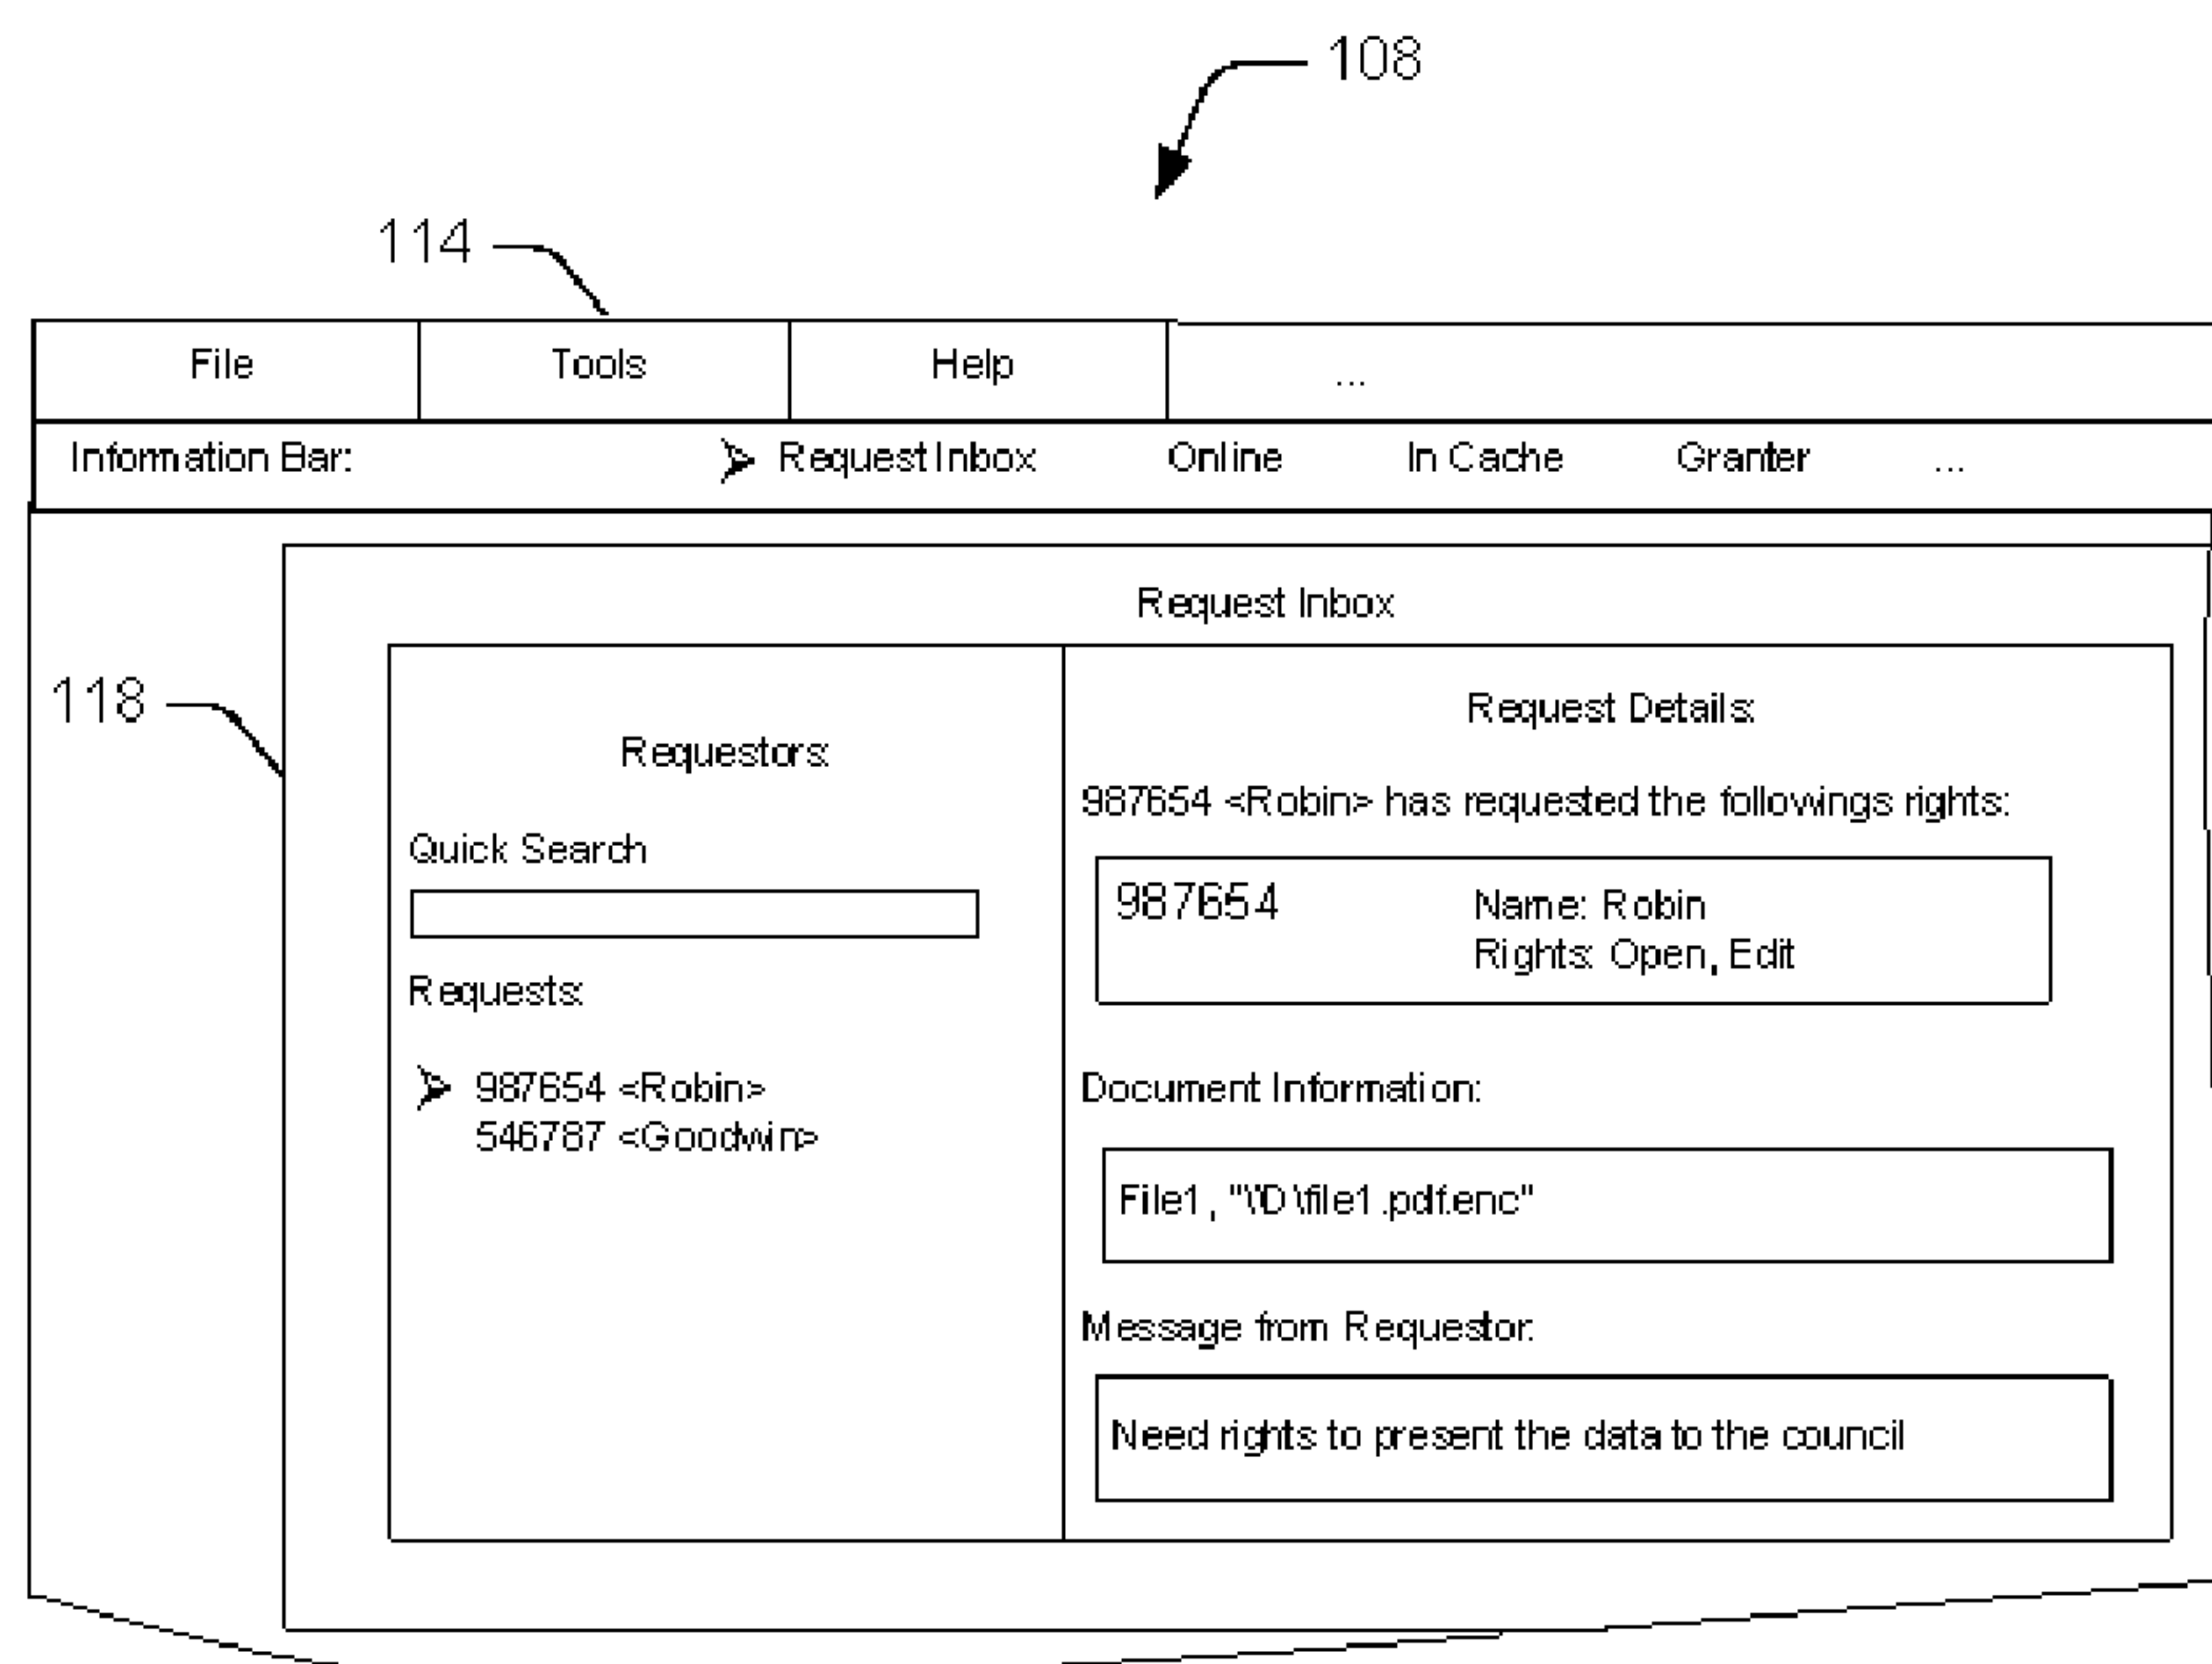 108
114
File Tools Help ...
Information Bar: Request Inbox Online In Cache Granter ...
Request Inbox
118
Requestors:
Quick Search
Requests:
987654 <Robin>
546787 <Goodwin>
Request Details:
987654 <Robin> has requested the followings rights:
987654 Name: Robin
Rights: Open, Edit
Document Information:
File1, "\\D\file1.pdf.enc"
Message from Requestor:
Need rights to present the data to the council